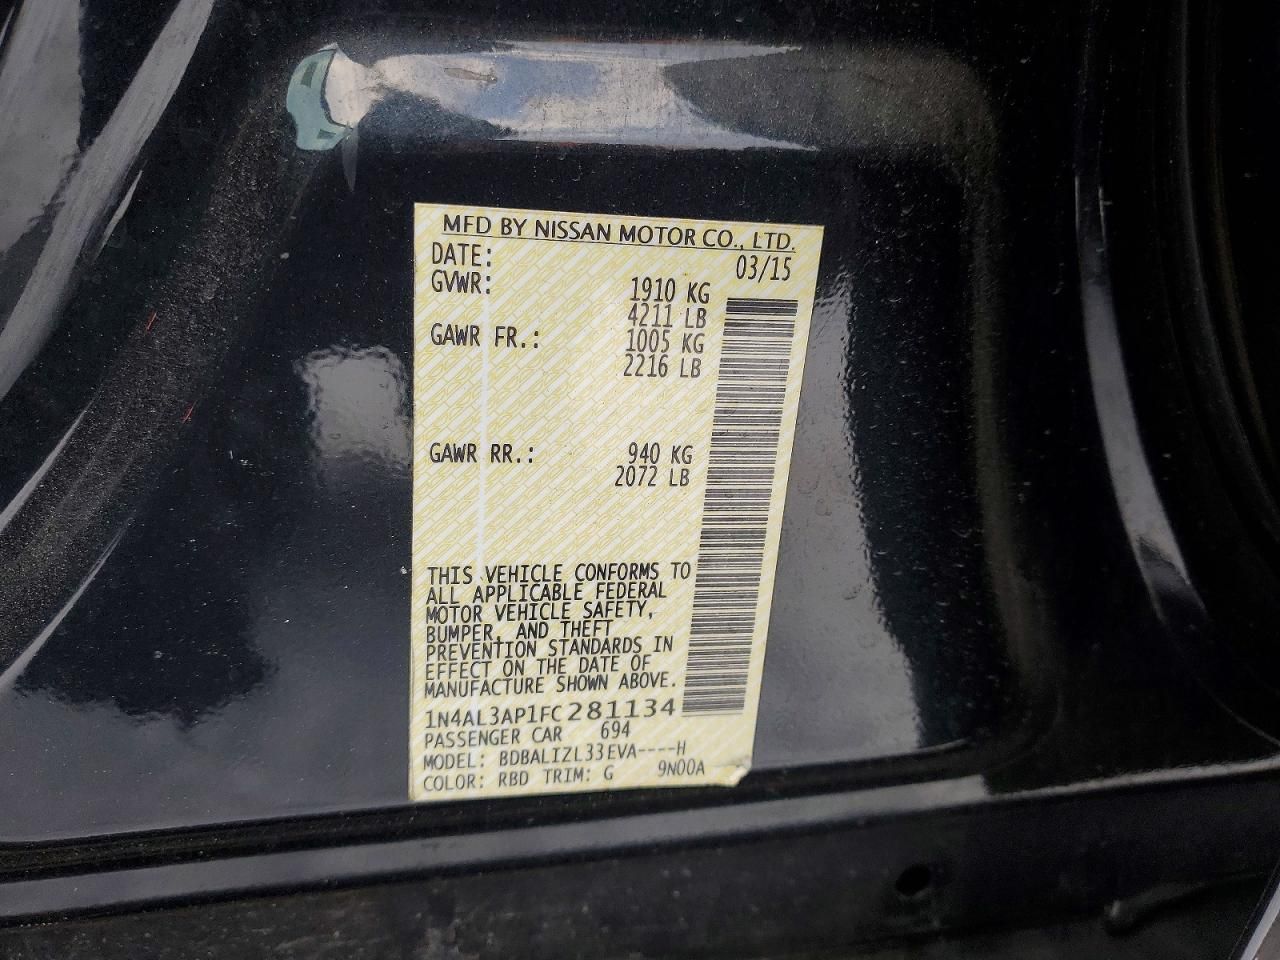 MFD BY NISSAN MOTOR CO., LTD.
DATE: 03/15
GVWR: 1910 KG
4211 LB
GAWR FR.: 1005 KG
2216 LB
GAWR RR.: 940 KG
2072 LB
THIS VEHICLE CONFORMS TO
ALL APPLICABLE FEDERAL
MOTOR VEHICLE SAFETY,
BUMPER, AND THEFT
PREVENTION STANDARDS IN
EFFECT ON THE DATE OF
MANUFACTURE SHOWN ABOVE.
1N4AL3AP1FC281134
PASSENGER CAR 694
MODEL: BDBALIZL33EVA----H
COLOR: RBD TRIM: G 9N00A